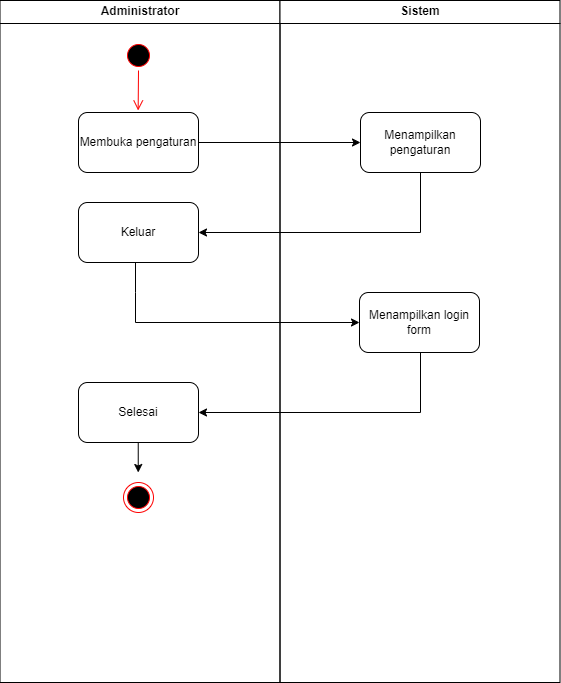 Administrator
Sistem
Membuka pengaturan
Menampilkan
pengaturan
Keluar
Menampilkan login
form
Selesai